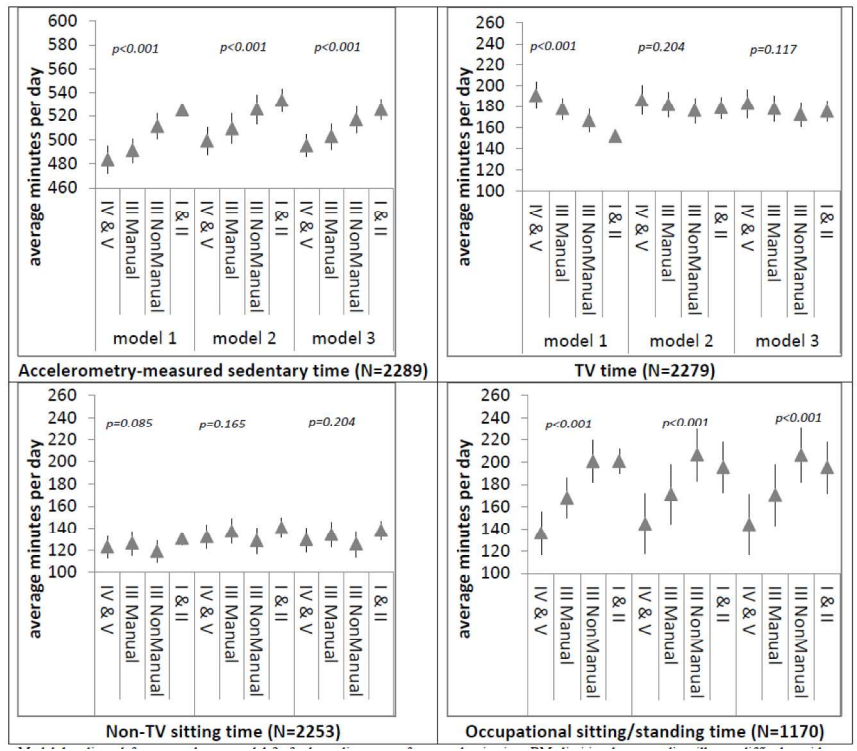 600
580
560
540
520
500
480
460
average minutes per day
p<0.001
p<0.001
p<0.001
IV & V
III Manual
III NonManual
I & II
IV & V
III Manual
III NonManual
I & II
IV & V
III Manual
III NonManual
I & II
model 1
model 2
model 3
Accelerometry-measured sedentary time (N=2289)
260
240
220
200
180
160
140
120
100
average minutes per day
p<0.001
p=0.204
p=0.117
IV & V
III Manual
III NonManual
I & II
IV & V
III Manual
III NonManual
I & II
IV & V
III Manual
III NonManual
I & II
model 1
model 2
model 3
TV time (N=2279)
260
240
220
200
180
160
140
120
100
average minutes per day
p=0.085
p=0.165
p=0.204
IV & V
III Manual
III NonManual
I & II
IV & V
III Manual
III NonManual
I & II
IV & V
III Manual
III NonManual
I & II
Non-TV sitting time (N=2253)
260
240
220
200
180
160
140
120
100
average minutes per day
p<0.001
p<0.001
p<0.001
IV & V
III Manual
III NonManual
I & II
IV & V
III Manual
III NonManual
I & II
IV & V
III Manual
III NonManual
I & II
Occupational sitting/standing time (N=1170)